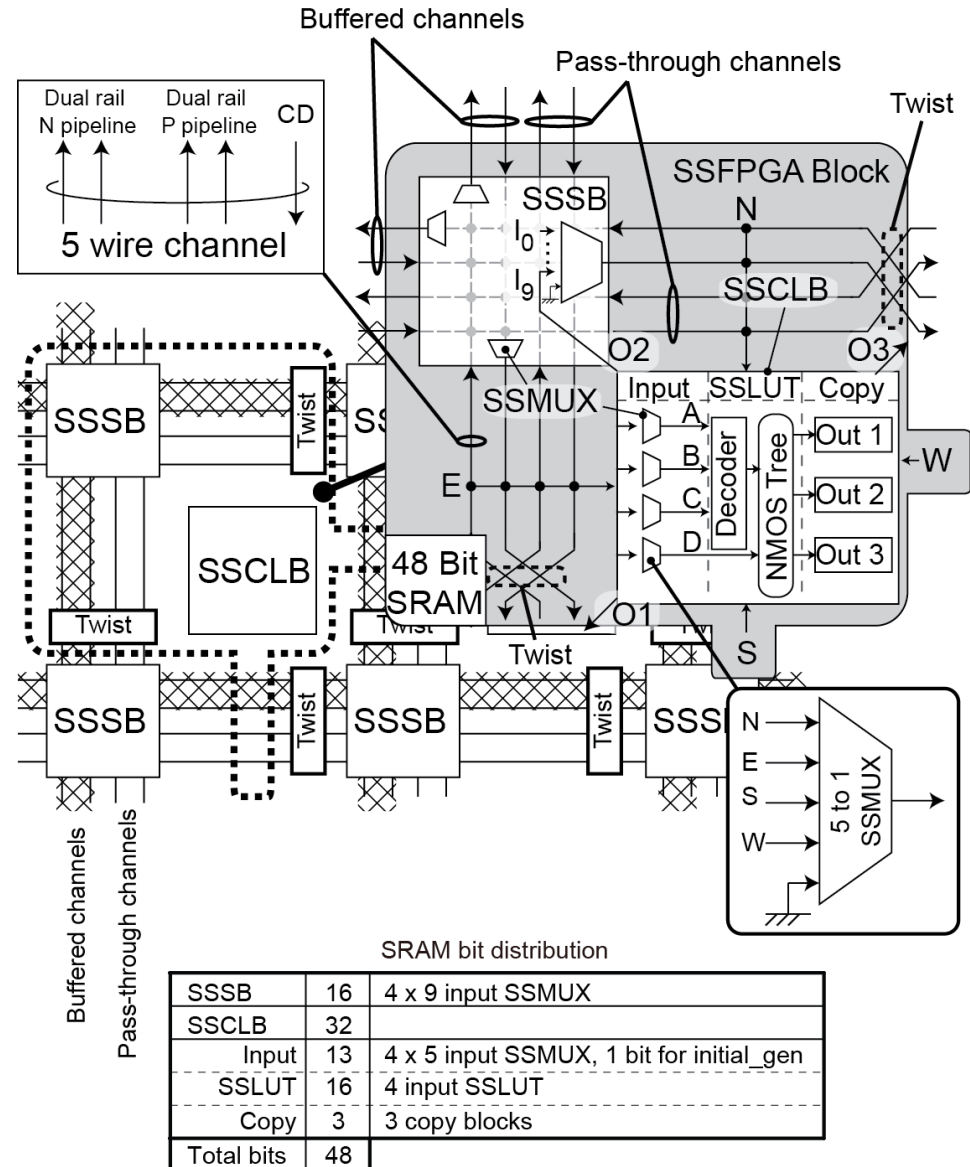 Buffered channels
Pass-through channels
Twist
Dual rail
N pipeline
Dual rail
P pipeline
CD
5 wire channel
SSFPGA Block
SSSB
I0
I9
N
SSCLB
O2
O3
SSMUX
Input
SSLUT
Copy
A
B
C
D
Decoder
NMOS Tree
Out 1
Out 2
Out 3
W
E
S
O1
48 Bit
SRAM
Twist
SSSB
Twist
SSCLB
Twist
Twist
SSSB
Twist
SSSB
Twist
N
E
S
W
5 to 1
SSMUX
Buffered channels
Pass-through channels
SRAM bit distribution
SSSB 16 4 x 9 input SSMUX
SSCLB 32
Input 13 4 x 5 input SSMUX, 1 bit for initial_gen
SSLUT 16 4 input SSLUT
Copy 3 3 copy blocks
Total bits 48